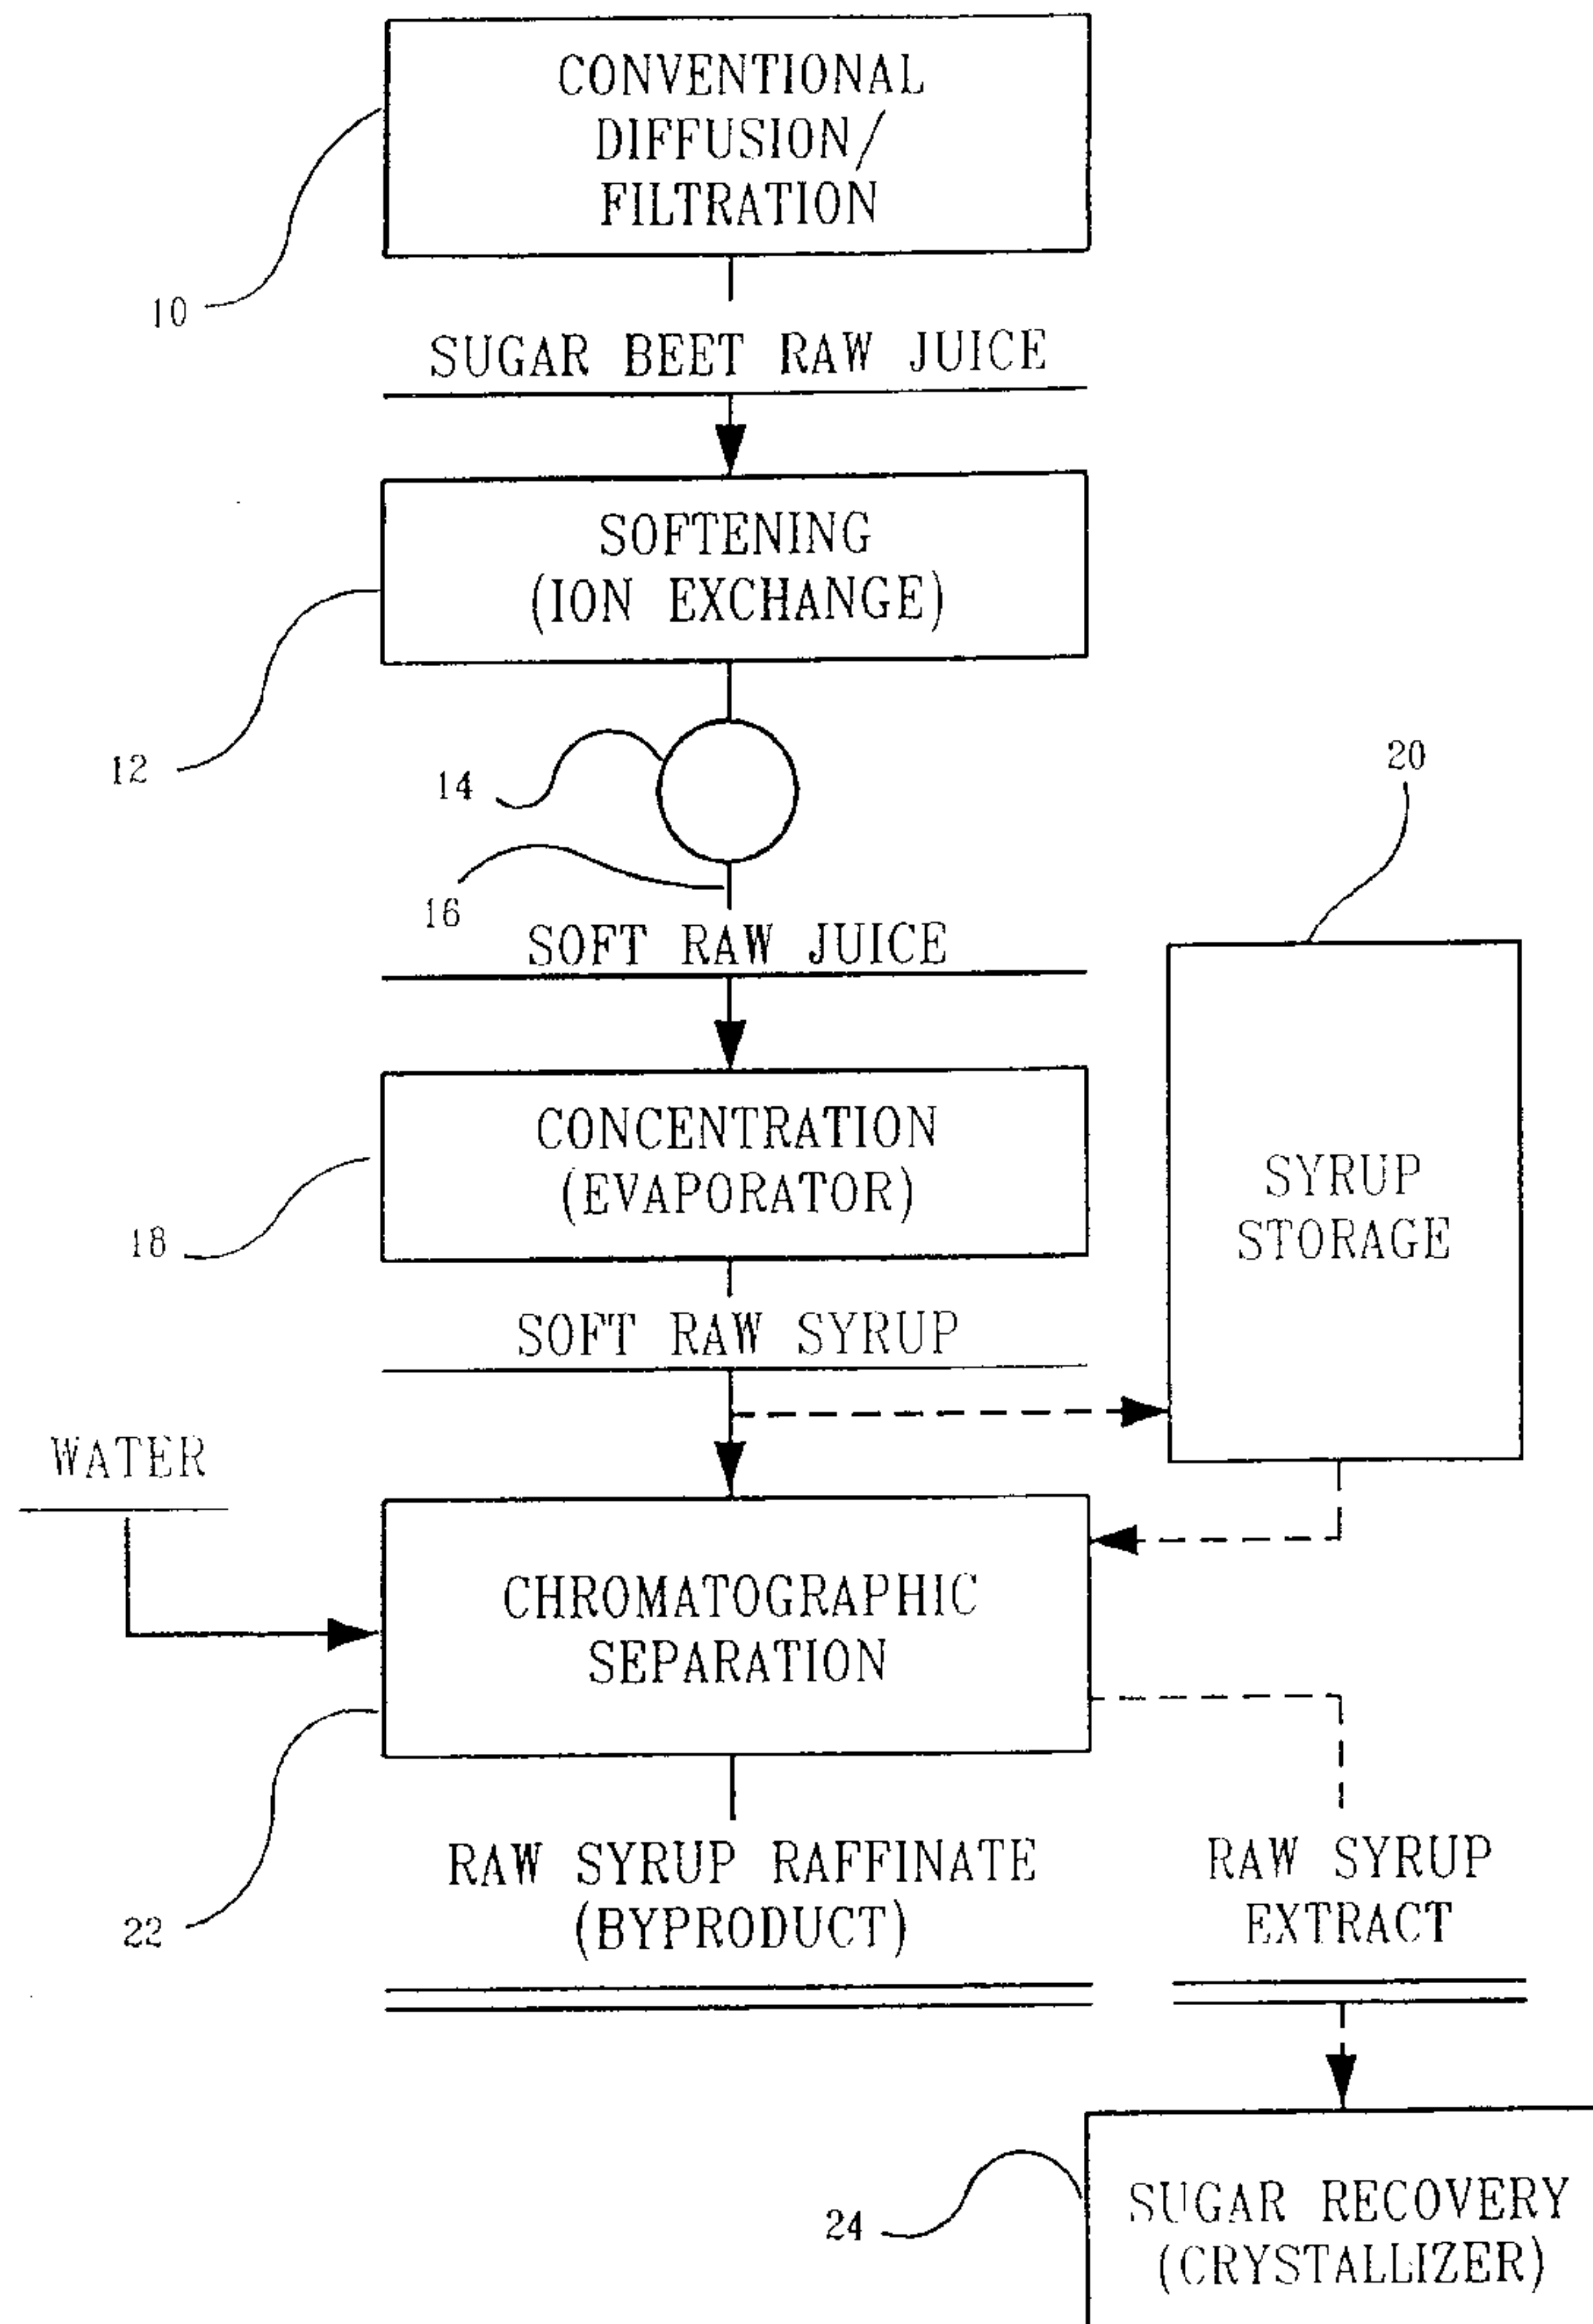 CONVENTIONAL
DIFFUSION/
FILTRATION
10
SUGAR BEET RAW JUICE
SOFTENING
(ION EXCHANGE)
12
14
16
SOFT RAW JUICE
20
CONCENTRATION
(EVAPORATOR)
18
SYRUP
STORAGE
SOFT RAW SYRUP
WATER
CHROMATOGRAPHIC
SEPARATION
22
RAW SYRUP RAFFINATE
(BYPRODUCT)
RAW SYRUP
EXTRACT
24
SUGAR RECOVERY
(CRYSTALLIZER)